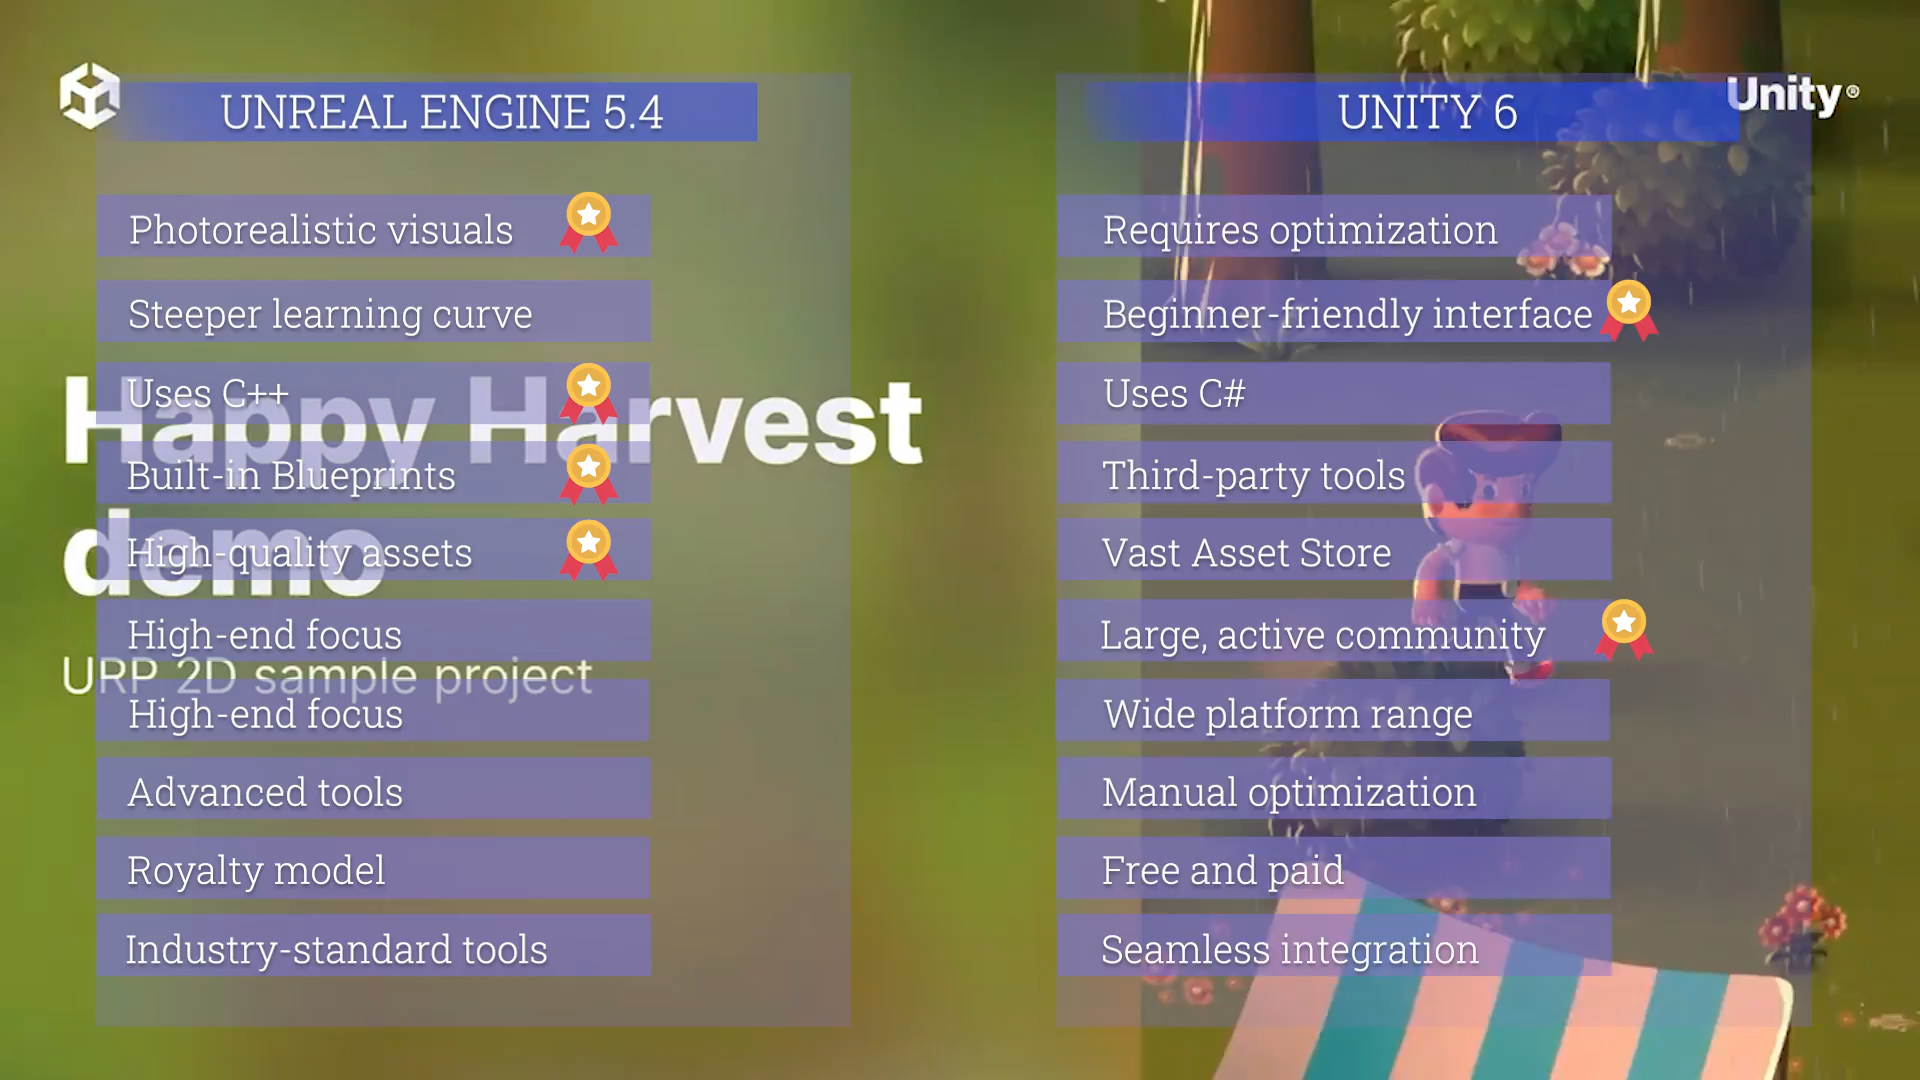 UNREAL ENGINE 5.4
Photorealistic visuals
Steeper learning curve
Uses C++
Built-in Blueprints
High-quality assets
High-end focus
High-end focus
Advanced tools
Royalty model
Industry-standard tools
Happy Harvest
demo
URP 2D sample project
UNITY 6
Unity®
Requires optimization
Beginner-friendly interface
Uses C#
Third-party tools
Vast Asset Store
Large, active community
Wide platform range
Manual optimization
Free and paid
Seamless integration